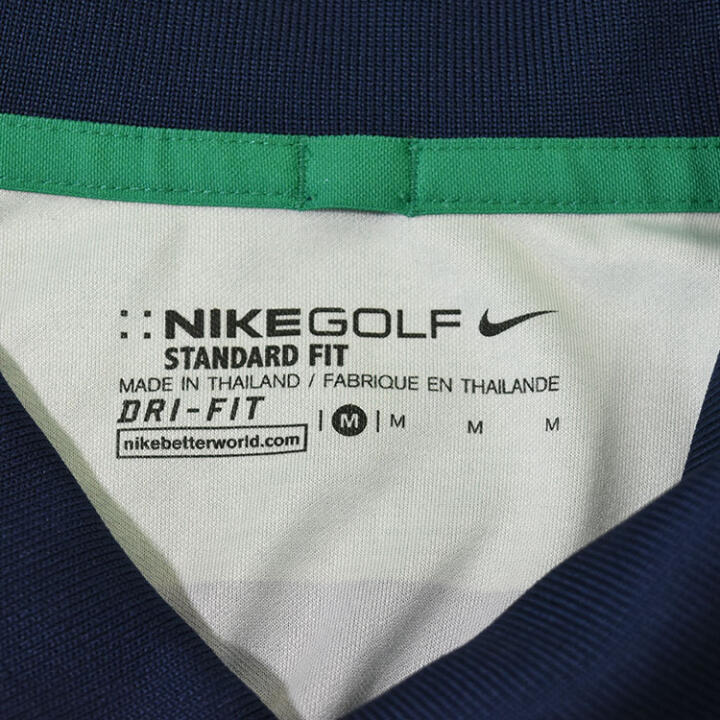 ::NIKEGOLF
STANDARD FIT
MADE IN THAILAND / FABRIQUE EN THAILANDE
DRI-FIT
| M | M M M
nikebetterworld.com